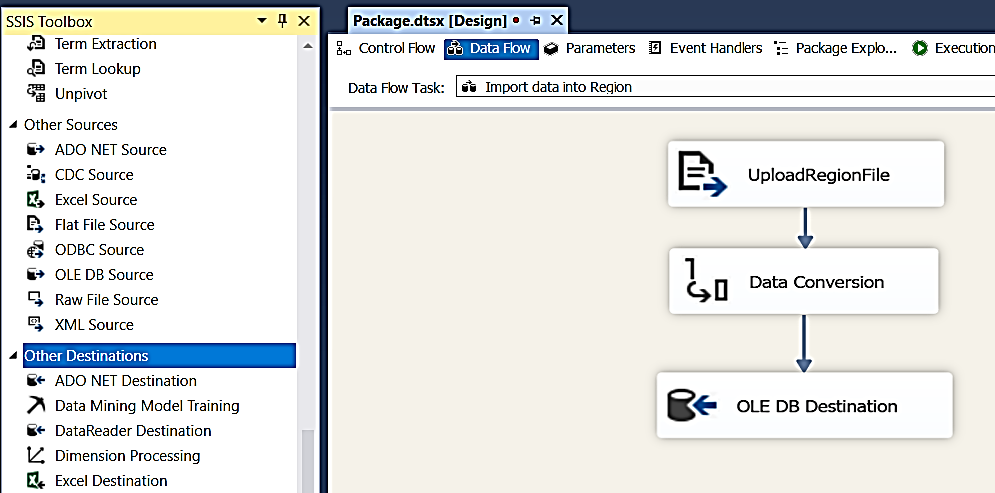 SSIS Toolbox
Term Extraction
Term Lookup
Unpivot
Other Sources
ADO NET Source
CDC Source
Excel Source
Flat File Source
ODBC Source
OLE DB Source
Raw File Source
XML Source
Other Destinations
ADO NET Destination
Data Mining Model Training
DataReader Destination
Dimension Processing
Excel Destination
Package.dtsx [Design]
Control Flow Data Flow Parameters Event Handlers Package Explo... Execution
Data Flow Task: Import data into Region
UploadRegionFile
Data Conversion
OLE DB Destination